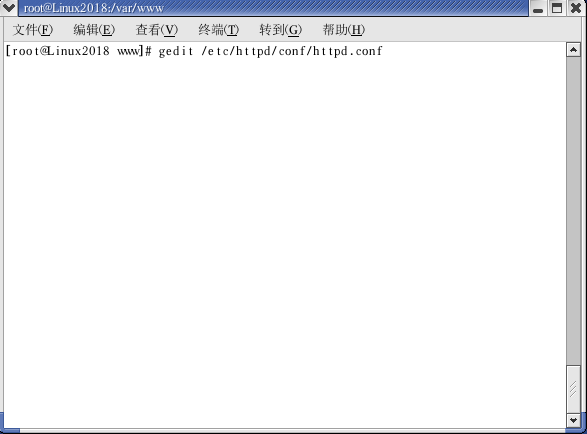 root@Linux2018:/var/www
文件(F) 编辑(E) 查看(V) 终端(T) 转到(G) 帮助(H)
[root@Linux2018 www]# gedit /etc/httpd/conf/httpd.conf